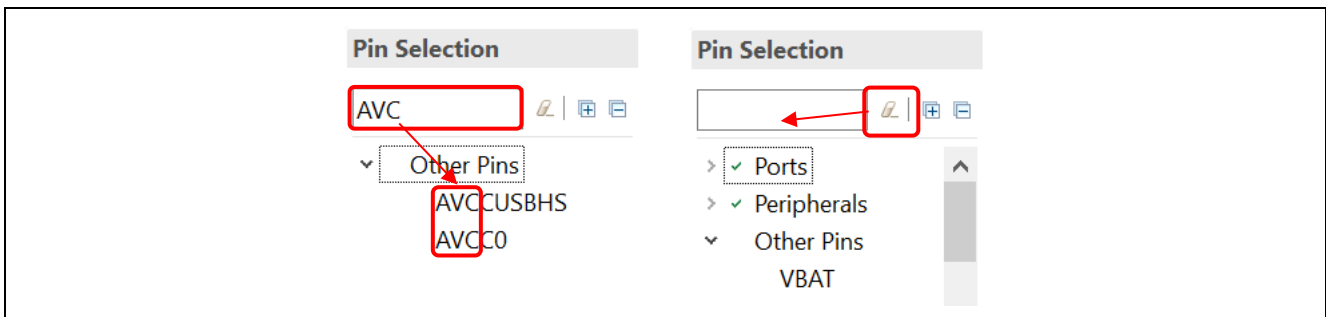 Pin Selection
AVC
Other Pins
AVCCUSBHS
AVCC0
Pin Selection
Ports
Peripherals
Other Pins
VBAT